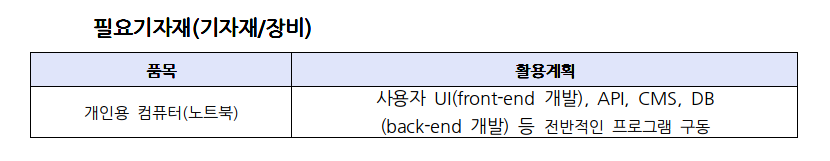 필요기자재(기자재/장비)
품목
활용계획
개인용 컴퓨터(노트북)
사용자 UI(front-end 개발), API, CMS, DB
(back-end 개발) 등 전반적인 프로그램 구동